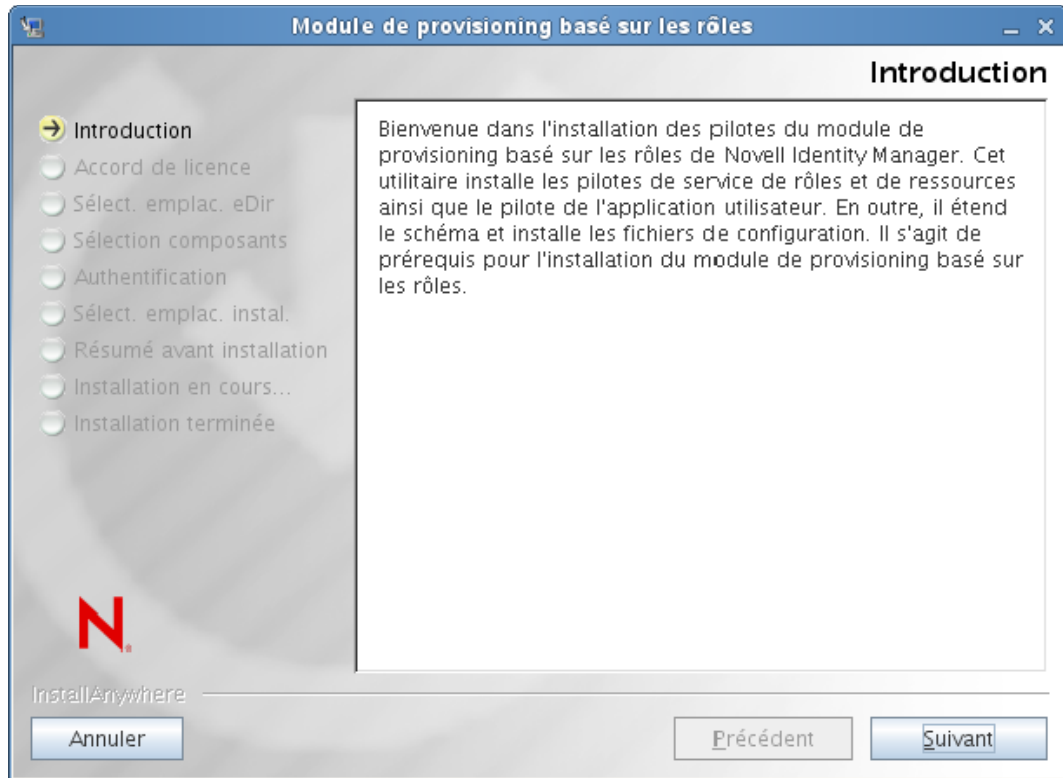 Module de provisioning basé sur les rôles
Introduction
Introduction
Accord de licence
Sélect. emplac. eDir
Sélection composants
Authentification
Sélect. emplac. instal.
Résumé avant installation
Installation en cours...
Installation terminée
Bienvenue dans l'installation des pilotes du module de
provisioning basé sur les rôles de Novell Identity Manager. Cet
utilitaire installe les pilotes de service de rôles et de ressources
ainsi que le pilote de l'application utilisateur. En outre, il étend
le schéma et installe les fichiers de configuration. Il s'agit de
prérequis pour l'installation du module de provisioning basé sur
les rôles.
N
InstallAnywhere
Annuler
Précédent
Suivant